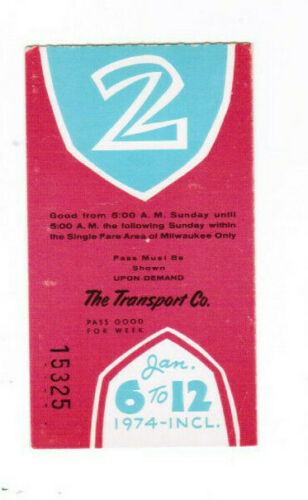 2
Good from 5:00 A. M. Sunday until
5:00 A. M. the following Sunday within
the Single Fare Area of Milwaukee Only
Pass Must Be
Shown
UPON DEMAND
The Transport Co.
PASS GOOD
FOR WEEK
15325
Jan.
6 TO 12
1974-INCL.